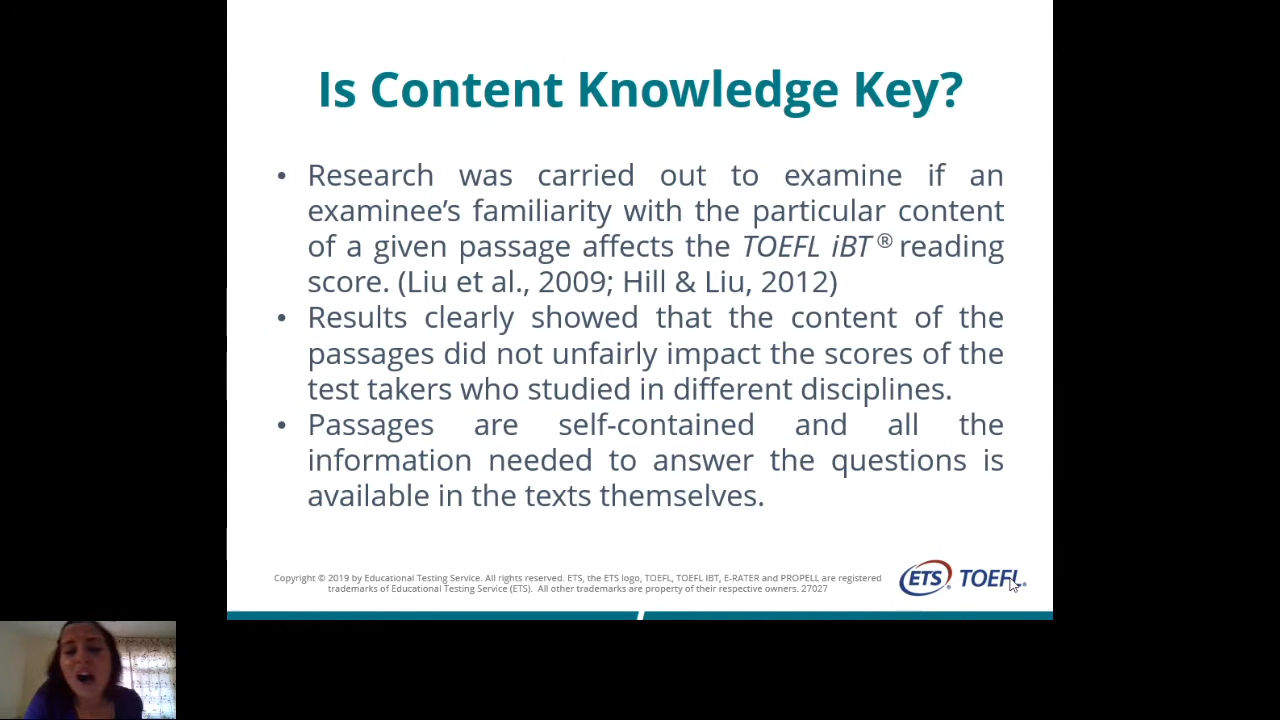 Is Content Knowledge Key?
• Research was carried out to examine if an
examinee's familiarity with the particular content
of a given passage affects the TOEFL iBT® reading
score. (Liu et al., 2009; Hill & Liu, 2012)
• Results clearly showed that the content of the
passages did not unfairly impact the scores of the
test takers who studied in different disciplines.
• Passages are self-contained and all the
information needed to answer the questions is
available in the texts themselves.
Copyright © 2019 by Educational Testing Service. All rights reserved. ETS, the ETS logo, TOEFL, TOEFL IBT, E-RATER and PROPELL are registered
trademarks of Educational Testing Service (ETS). All other trademarks are property of their respective owners. 27027
ETS® TOEFL®